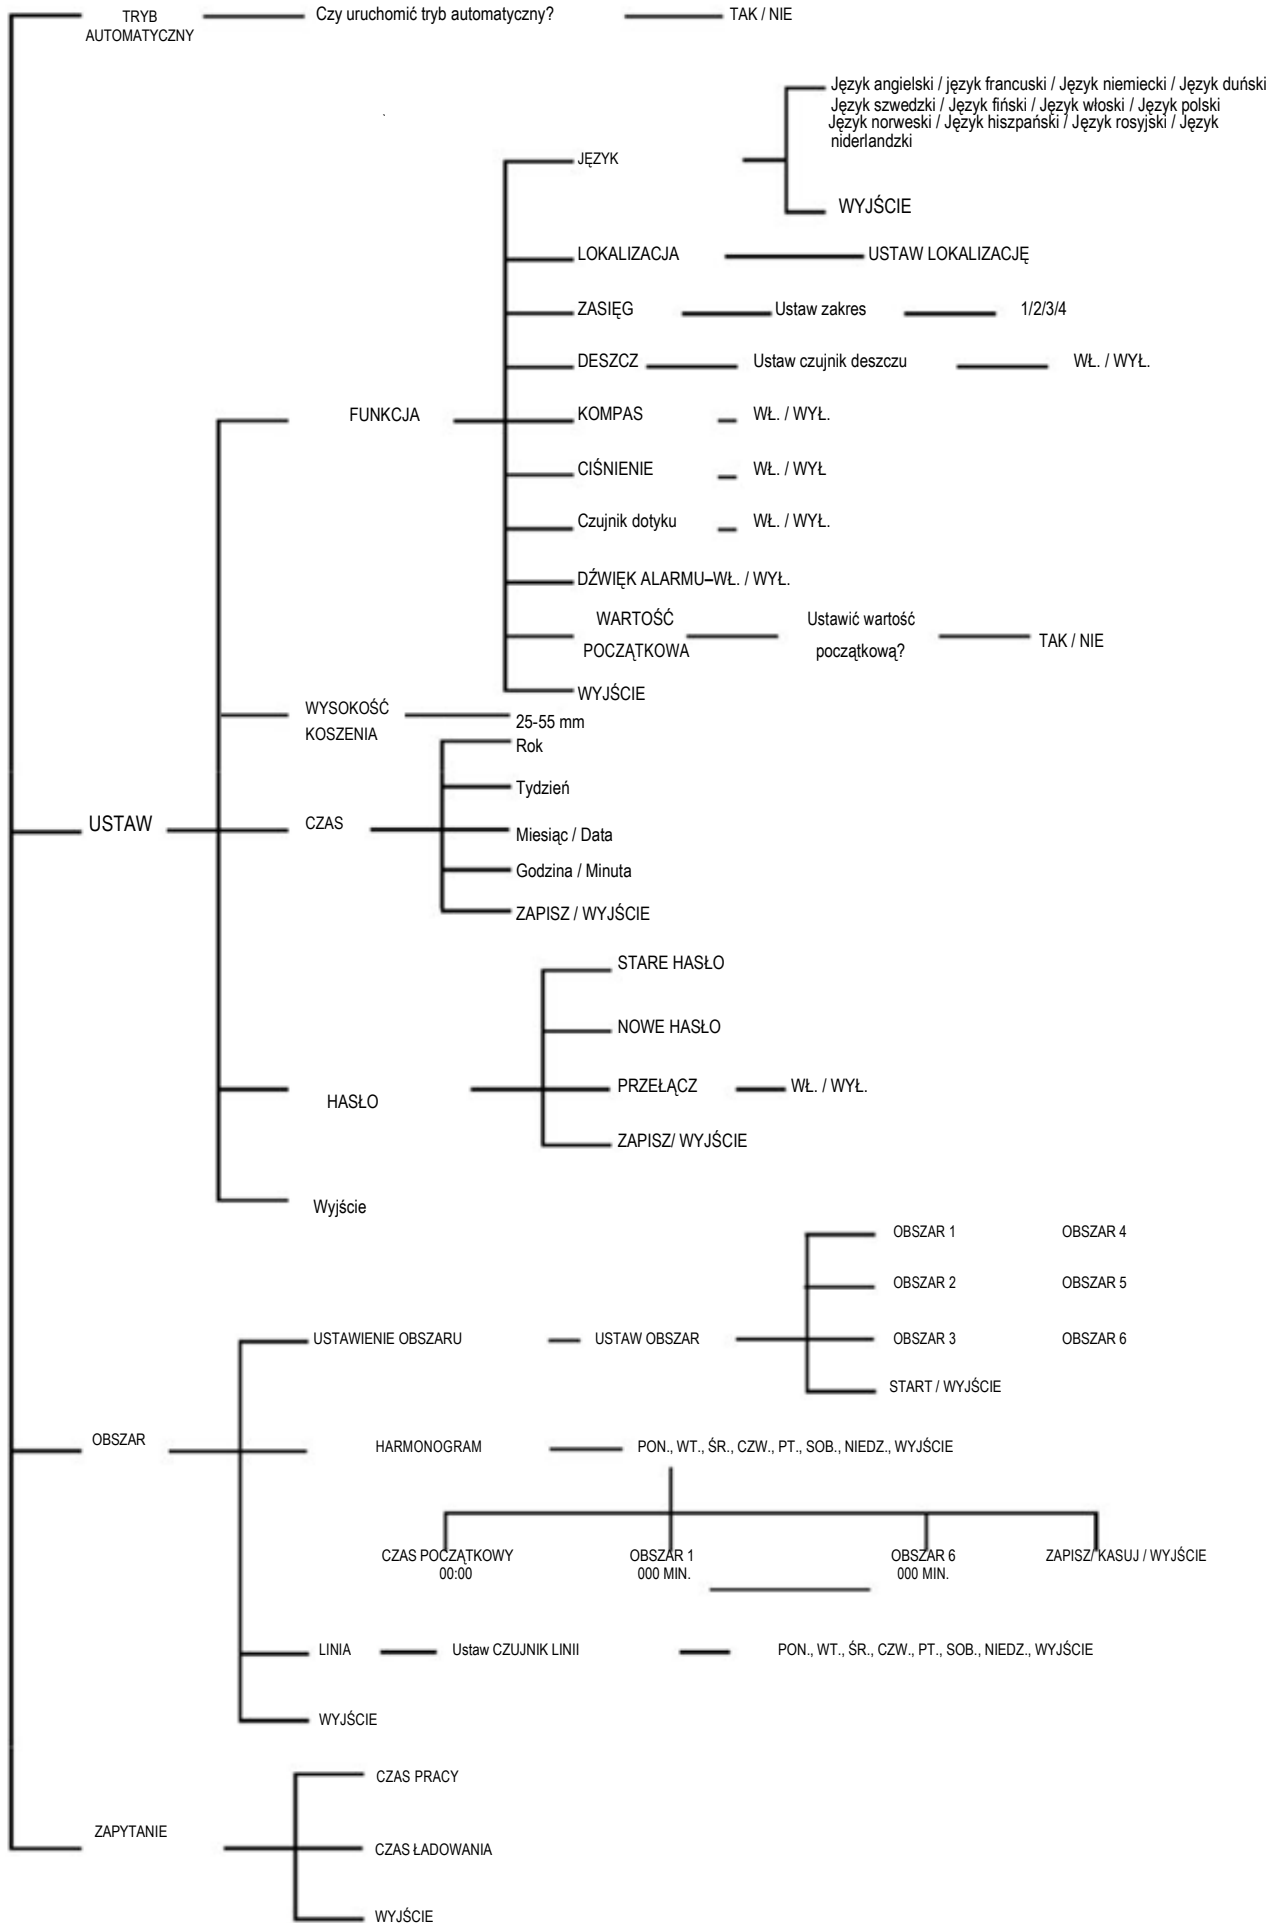 TRYB
AUTOMATYCZNY
Czy uruchomić tryb automatyczny?
TAK / NIE
Język angielski / język francuski / Język niemiecki / Język duński
Język szwedzki / Język fiński / Język włoski / Język polski
Język norweski / Język hiszpański / Język rosyjski / Język
niderlandzki
JĘZYK
WYJŚCIE
LOKALIZACJA
USTAW LOKALIZACJĘ
ZASIĘG
Ustaw zakres
1/2/3/4
DESZCZ
Ustaw czujnik deszczu
WŁ. / WYŁ.
FUNKCJA
KOMPAS
WŁ. / WYŁ.
CIŚNIENIE
WŁ. / WYŁ
Czujnik dotyku
WŁ. / WYŁ.
DŹWIĘK ALARMU–WŁ. / WYŁ.
WARTOŚĆ
POCZĄTKOWA
Ustawić wartość
początkową?
TAK / NIE
WYJŚCIE
WYSOKOŚĆ
KOSZENIA
25-55 mm
Rok
Tydzień
USTAW
CZAS
Miesiąc / Data
Godzina / Minuta
ZAPISZ / WYJŚCIE
STARE HASŁO
NOWE HASŁO
HASŁO
PRZEŁĄCZ
WŁ. / WYŁ.
ZAPISZ/ WYJŚCIE
Wyjście
OBSZAR 1
OBSZAR 4
OBSZAR 2
OBSZAR 5
USTAWIENIE OBSZARU
USTAW OBSZAR
OBSZAR 3
OBSZAR 6
START / WYJŚCIE
OBSZAR
HARMONOGRAM
PON., WT., ŚR., CZW., PT., SOB., NIEDZ., WYJŚCIE
CZAS POCZĄTKOWY
00:00
OBSZAR 1
000 MIN.
OBSZAR 6
000 MIN.
ZAPISZ/ KASUJ / WYJŚCIE
LINIA
Ustaw CZUJNIK LINII
PON., WT., ŚR., CZW., PT., SOB., NIEDZ., WYJŚCIE
WYJŚCIE
CZAS PRACY
ZAPYTANIE
CZAS ŁADOWANIA
WYJŚCIE